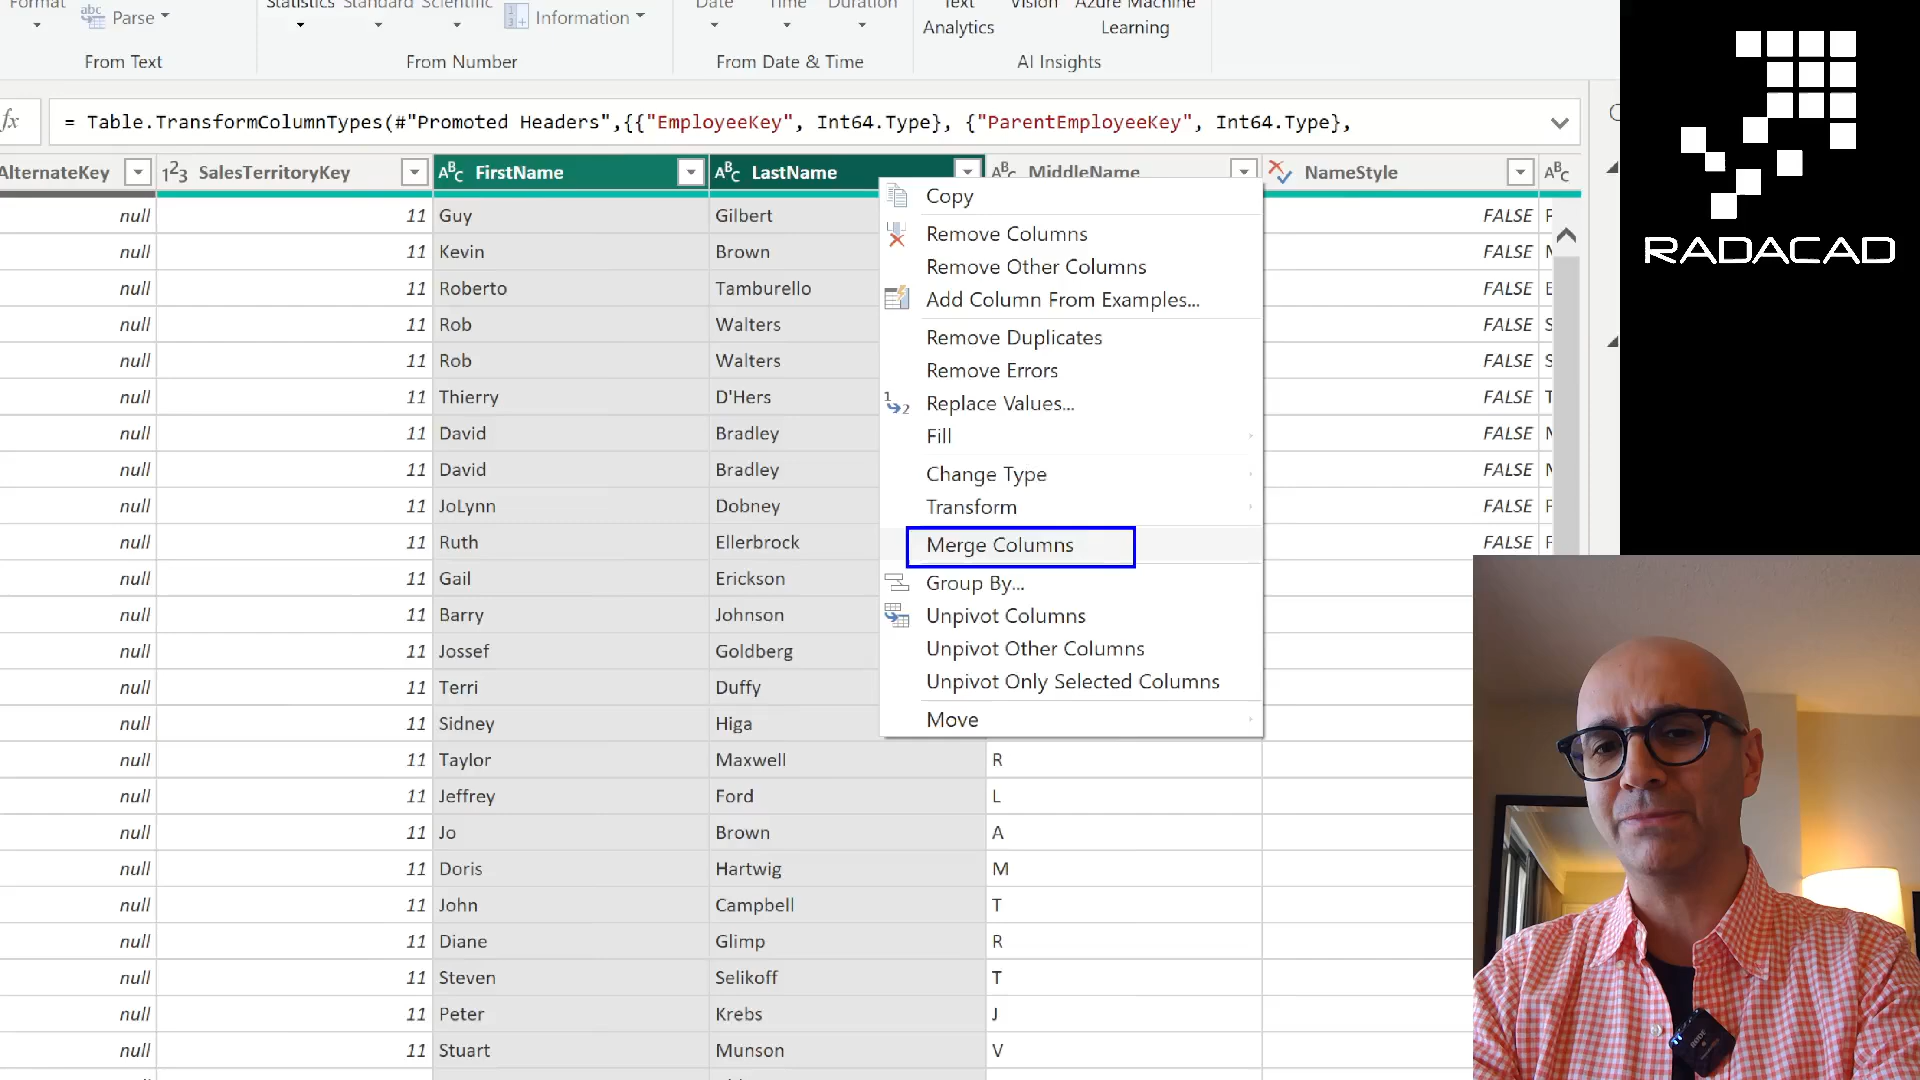 Format
Statistics Standard Scientific
Date Time Duration
Text Vision Azure Machine
abc Parse
Information
Analytics Learning
From Text
From Number
From Date & Time
AI Insights
fx = Table.TransformColumnTypes(#"Promoted Headers",{{"EmployeeKey", Int64.Type}, {"ParentEmployeeKey", Int64.Type},
AlternateKey 123 SalesTerritoryKey ABC FirstName ABC LastName ABC MiddleName NameStyle ABC
null 11 Guy Gilbert FALSE
null 11 Kevin Brown FALSE
null 11 Roberto Tamburello FALSE
null 11 Rob Walters FALSE
null 11 Rob Walters FALSE
null 11 Thierry D'Hers FALSE
null 11 David Bradley FALSE
null 11 David Bradley FALSE
null 11 JoLynn Dobney FALSE
null 11 Ruth Ellerbrock FALSE
null 11 Gail Erickson
null 11 Barry Johnson
null 11 Jossef Goldberg
null 11 Terri Duffy
null 11 Sidney Higa
null 11 Taylor Maxwell R
null 11 Jeffrey Ford L
null 11 Jo Brown A
null 11 Doris Hartwig M
null 11 John Campbell T
null 11 Diane Glimp R
null 11 Steven Selikoff T
null 11 Peter Krebs J
null 11 Stuart Munson V
Copy
Remove Columns
Remove Other Columns
Add Column From Examples...
Remove Duplicates
Remove Errors
Replace Values...
Fill
Change Type
Transform
Merge Columns
Group By...
Unpivot Columns
Unpivot Other Columns
Unpivot Only Selected Columns
Move
RADACAD